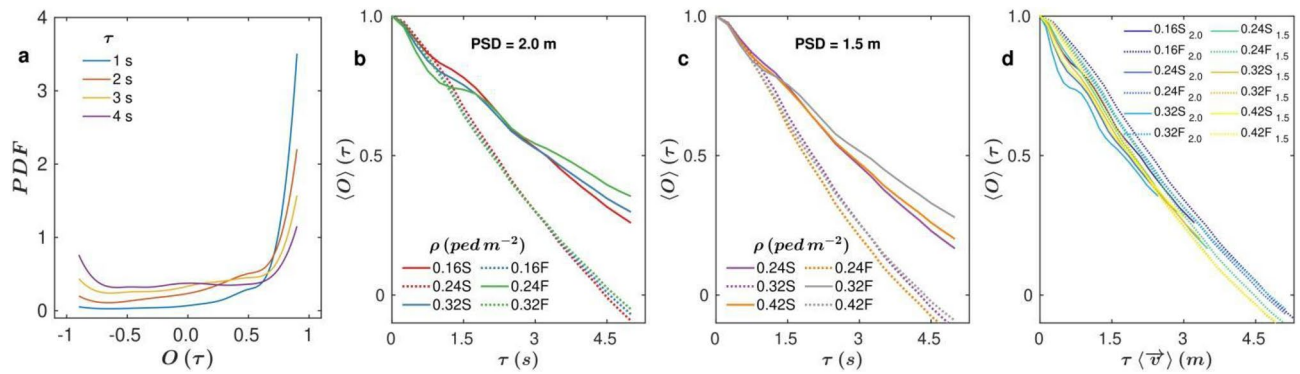 a
τ
1 s
2 s
3 s
4 s
PDF
4
3
2
1
0
-1
-0.5
0.0
0.5
1
O (τ)
b
PSD = 2.0 m
⟨O⟩ (τ)
1.0
0.5
0
ρ (ped m⁻²)
0.16S 0.16F
0.24S 0.24F
0.32S 0.32F
0 1.5 3 4.5
τ (s)
c
PSD = 1.5 m
⟨O⟩ (τ)
1.0
0.5
0
ρ (ped m⁻²)
0.24S 0.24F
0.32S 0.32F
0.42S 0.42F
0 1.5 3 4.5
τ (s)
d
⟨O⟩ (τ)
1.0
0.5
0
0.16S 2.0 0.24S 1.5
0.16F 2.0 0.24F 1.5
0.24S 2.0 0.32S 1.5
0.24F 2.0 0.32F 1.5
0.32S 2.0 0.42S 1.5
0.32F 2.0 0.42F 1.5
0 1.5 3 4.5
τ ⟨v⃗⟩ (m)